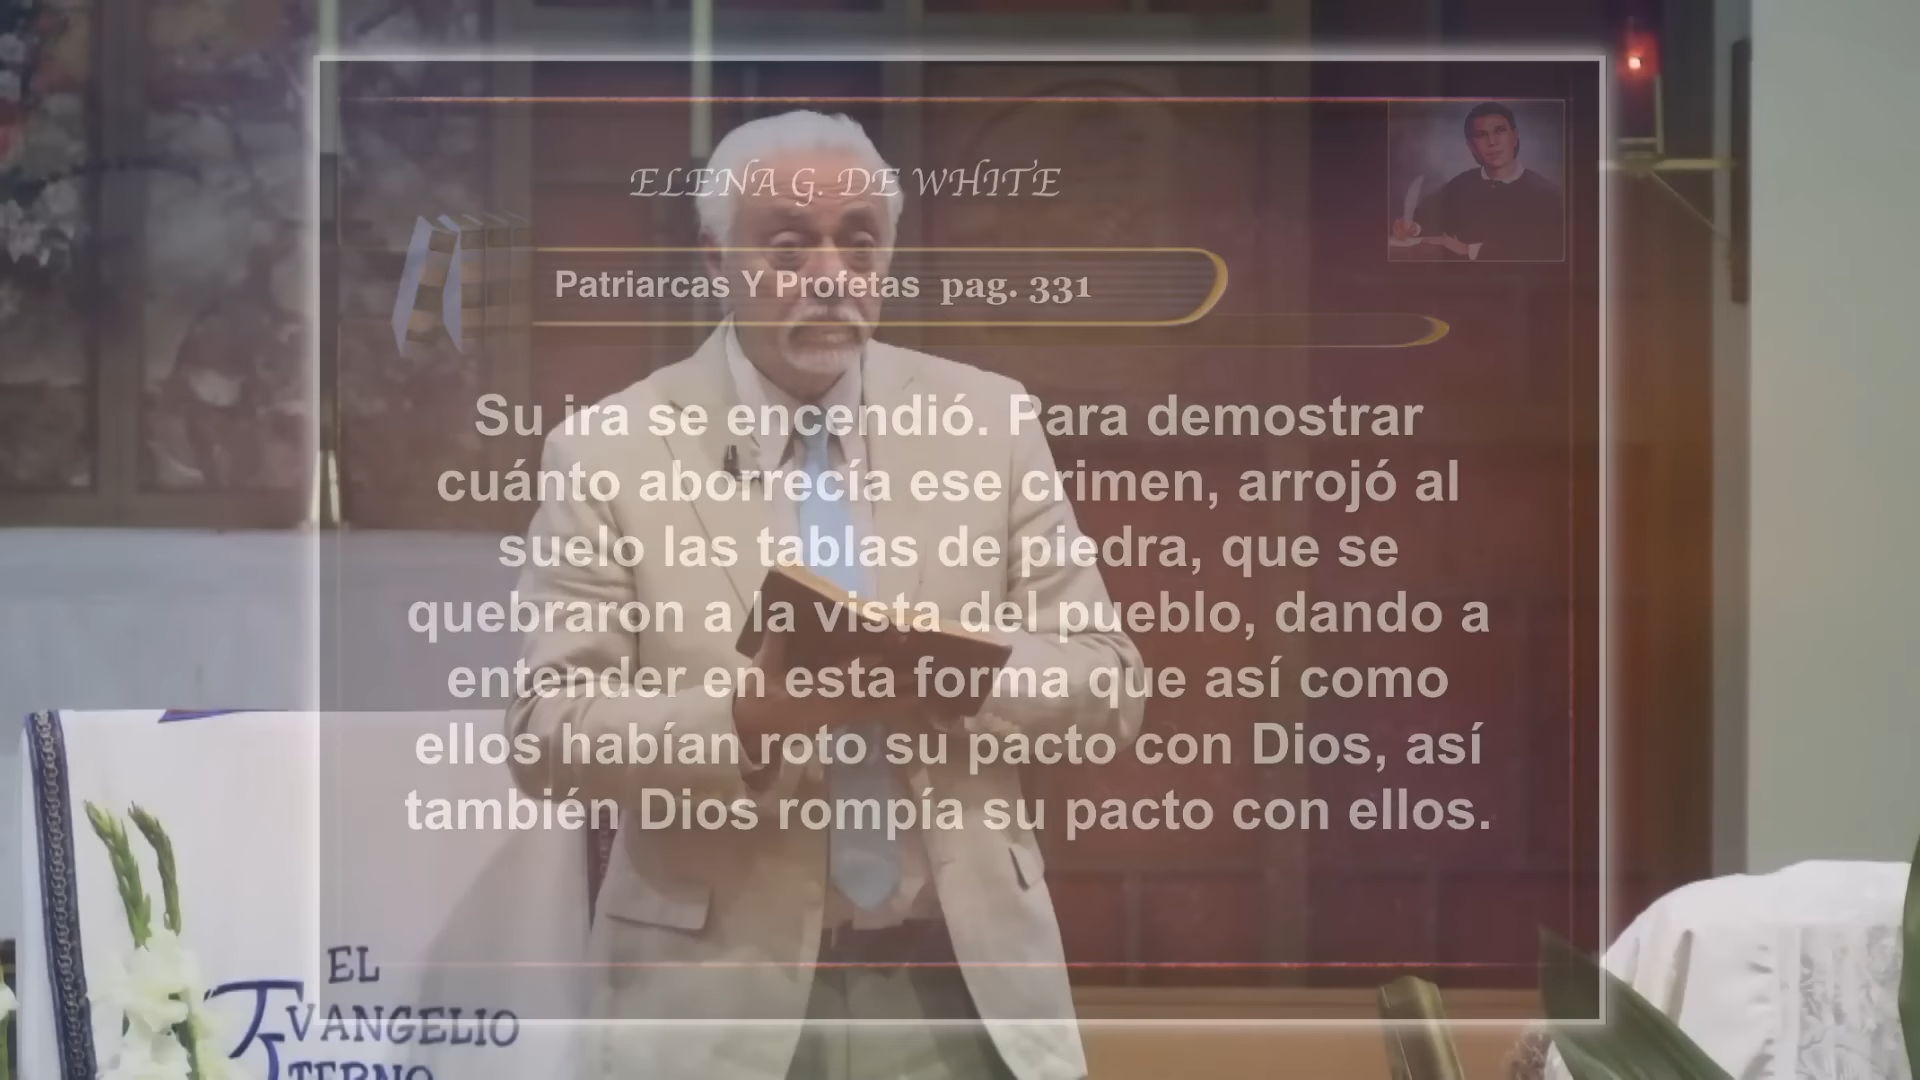 ELENA G. DE WHITE
Patriarcas Y Profetas pag. 331
Su ira se encendió. Para demostrar
cuánto aborrecía ese crimen, arrojó al
suelo las tablas de piedra, que se
quebraron a la vista del pueblo, dando a
entender en esta forma que así como
ellos habían roto su pacto con Dios, así
también Dios rompía su pacto con ellos.
EL
EVANGELIO
ETERNO